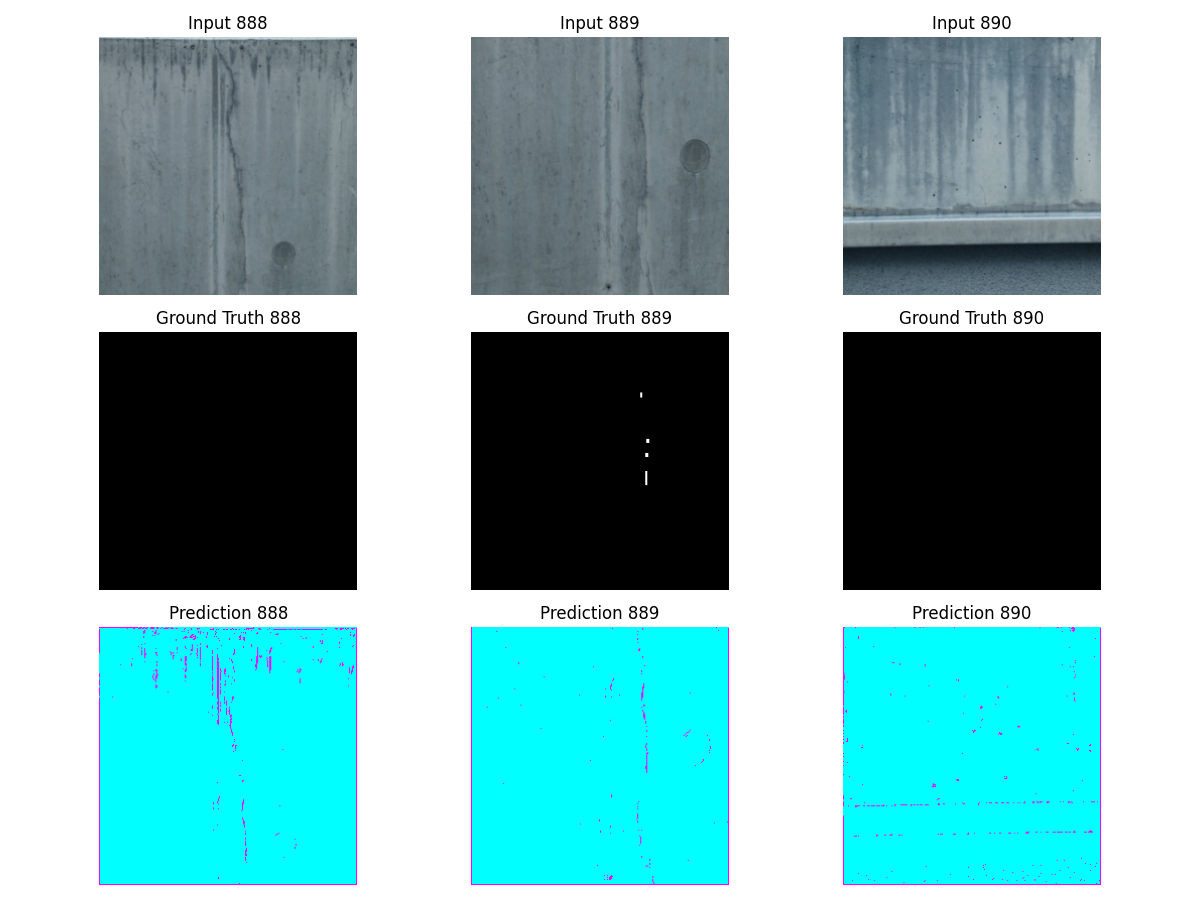 Input 888
Input 889
Input 890
Ground Truth 888
Ground Truth 889
Ground Truth 890
Prediction 888
Prediction 889
Prediction 890